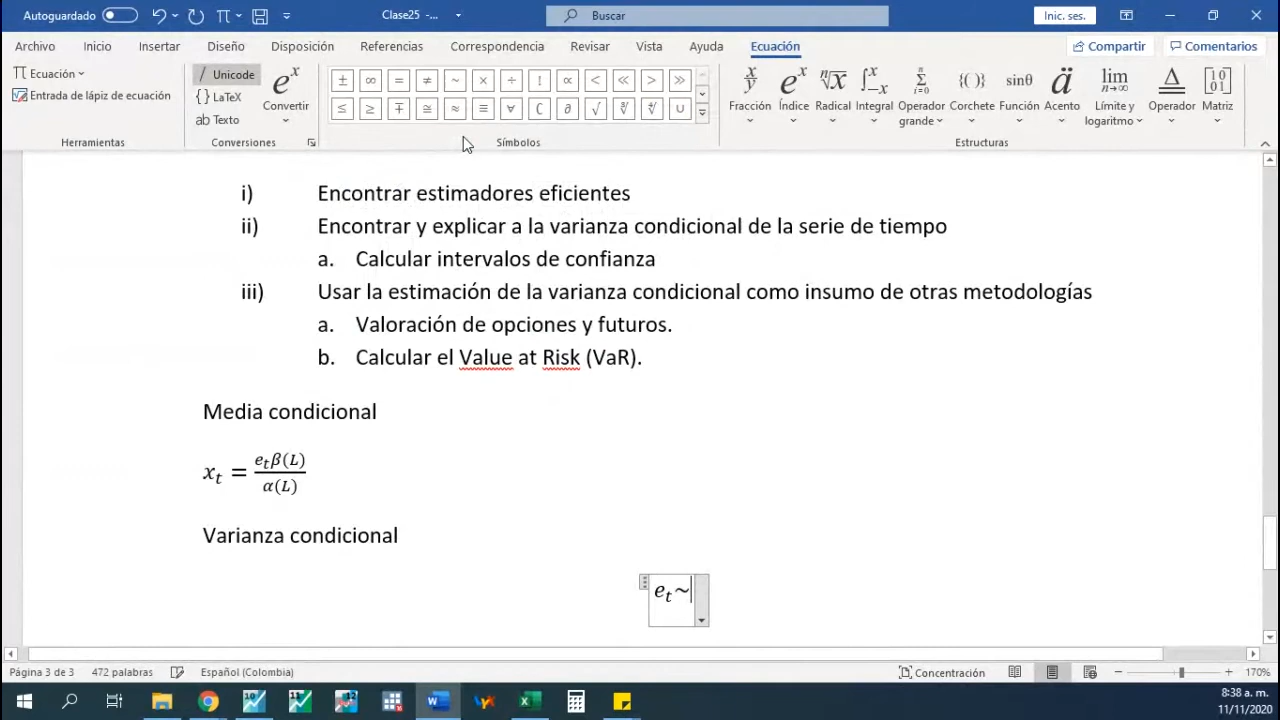 Autoguardado
Clase25 -...
Buscar
Inic. ses.
Archivo Inicio Insertar Diseño Disposición Referencias Correspondencia Revisar Vista Ayuda Ecuación
Compartir Comentarios
π Ecuación
Entrada de lápiz de ecuación
Herramientas
Unicode
LaTeX
ab Texto
eˣ
Convertir
Conversiones
± ∞ = ≠ ~ × ÷ ! ∝ < ≪ > ≫
≤ ≥ ∓ ≅ ≈ ≡ ∀ ∁ ∂ √ ∛ ∜ ∪
Símbolos
Fracción Índice Radical Integral Operador grande Corchete Función Acento Límite y logaritmo Operador Matriz
Estructuras
i) Encontrar estimadores eficientes
ii) Encontrar y explicar a la varianza condicional de la serie de tiempo
a. Calcular intervalos de confianza
iii) Usar la estimación de la varianza condicional como insumo de otras metodologías
a. Valoración de opciones y futuros.
b. Calcular el Value at Risk (VaR).
Media condicional
xₜ = eₜβ(L) / α(L)
Varianza condicional
eₜ~
Página 3 de 3 472 palabras Español (Colombia) Concentración 170%
8:38 a. m.
11/11/2020